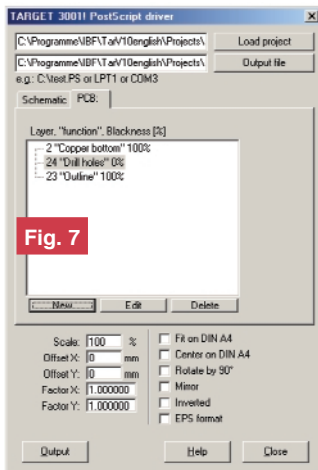 TARGET 3001! PostScript driver
C:\Programme\IBF\TarV10english\Projects\ Load project
C:\Programme\IBF\TarV10english\Projects\ Output file
e.g.: C:\test.PS or LPT1 or COM3
Schematic PCB:
Layer, "function", Blackness [%]
2 "Copper bottom" 100%
24 "Drill holes" 0%
23 "Outline" 100%
Fig. 7
New Edit Delete
Scale: 100 % Fit on DIN A4
Offset X: 0 mm Center on DIN A4
Offset Y: 0 mm Rotate by 90°
Factor X: 1.000000 Mirror
Factor Y: 1.000000 Inverted
EPS format
Output Help Close